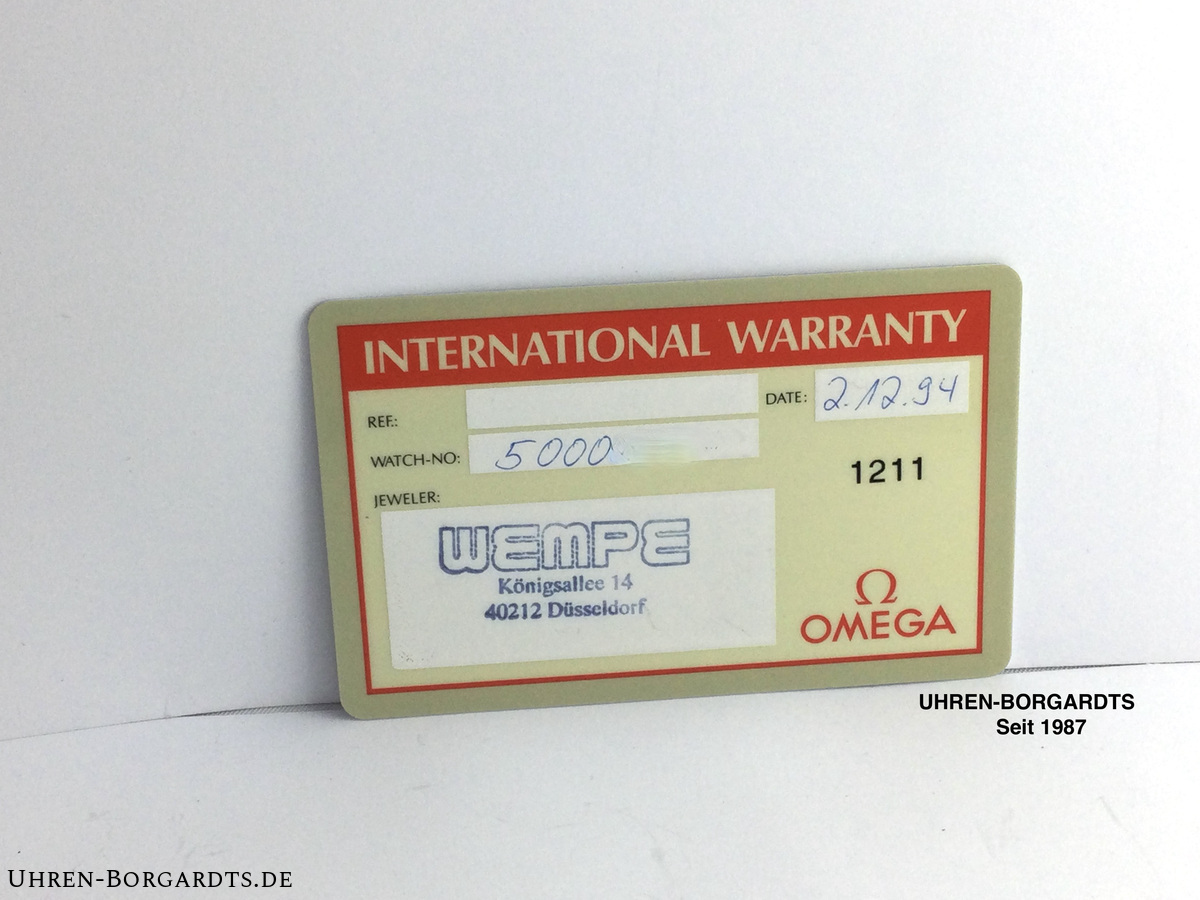 INTERNATIONAL WARRANTY
REF.:
DATE: 2.12.94
WATCH-NO: 5000
1211
JEWELER:
WEMPE
Königsallee 14
40212 Düsseldorf
Ω
OMEGA
UHREN-BORGARDTS
Seit 1987
UHREN-BORGARDTS.DE